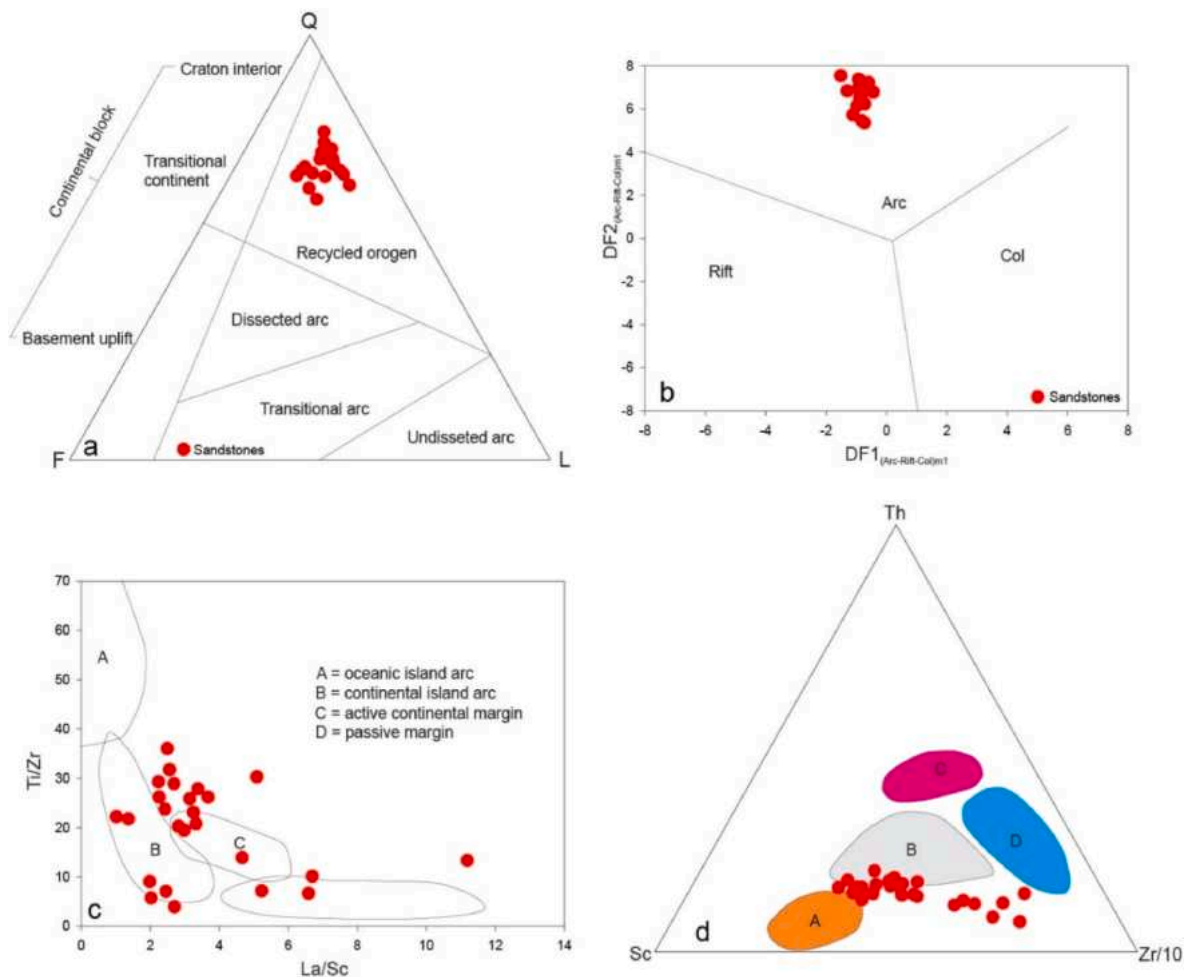 Q
Craton interior
Continental block
Transitional
continent
Recycled orogen
Dissected arc
Basement uplift
Transitional arc
Undisseted arc
a
Sandstones
F
L
8
6
4
2
0
-2
-4
-6
-8
DF2(Arc-Rift-Col)m1
Arc
Rift
Col
b
Sandstones
-8 -6 -4 -2 0 2 4 6 8
DF1(Arc-Rift-Col)m1
70
60
50
40
30
20
10
0
Ti/Zr
A
A = oceanic island arc
B = continental island arc
C = active continental margin
D = passive margin
B
C
c
0 2 4 6 8 10 12 14
La/Sc
Th
C
D
B
A
d
Sc
Zr/10